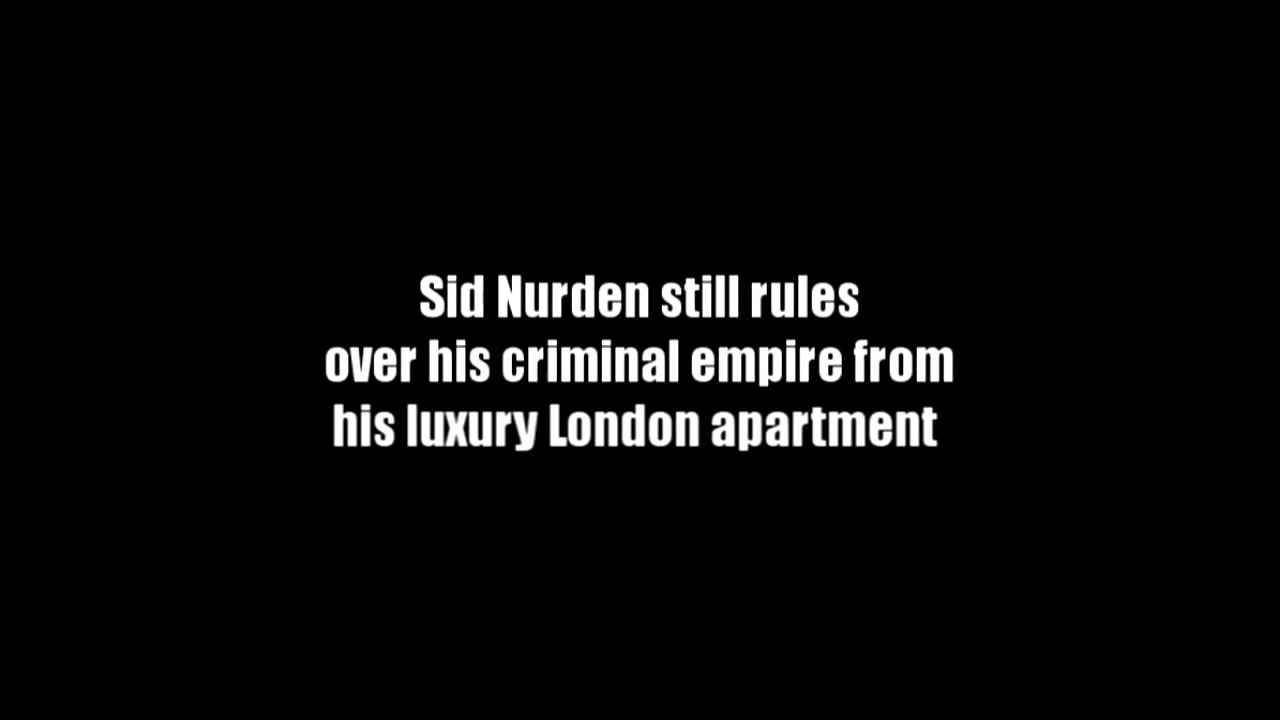 Sid Nurden still rules
over his criminal empire from
his luxury London apartment